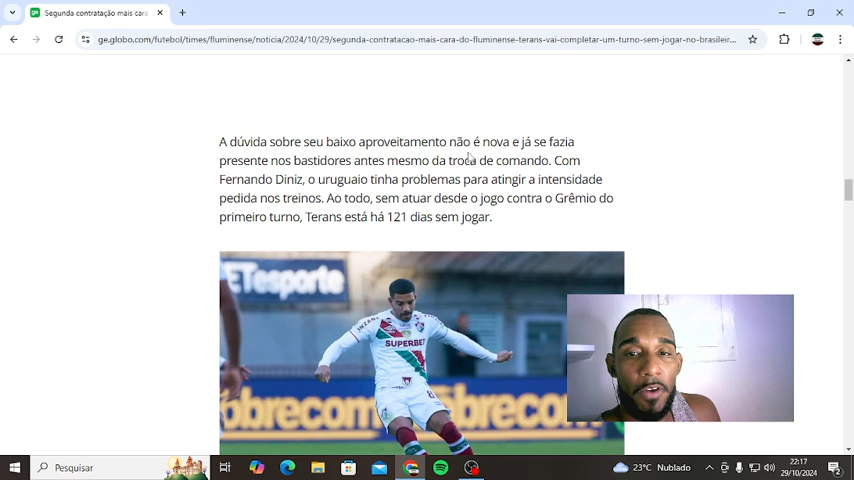 Segunda contratação mais cara
ge.globo.com/futebol/times/fluminense/noticia/2024/10/29/segunda-contratacao-mais-cara-do-fluminense-terans-vai-completar-um-turno-sem-jogar-no-brasileir...
A dúvida sobre seu baixo aproveitamento não é nova e já se fazia
presente nos bastidores antes mesmo da troca de comando. Com
Fernando Diniz, o uruguaio tinha problemas para atingir a intensidade
pedida nos treinos. Ao todo, sem atuar desde o jogo contra o Grêmio do
primeiro turno, Terans está há 121 dias sem jogar.
ETesporte
SUPERBET
obrecom
obrecom
Pesquisar
23°C Nublado
22:17
29/10/2024
2